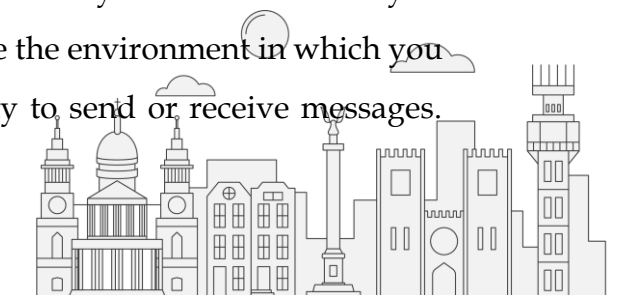 e the environment in which you
y to send or receive messages.